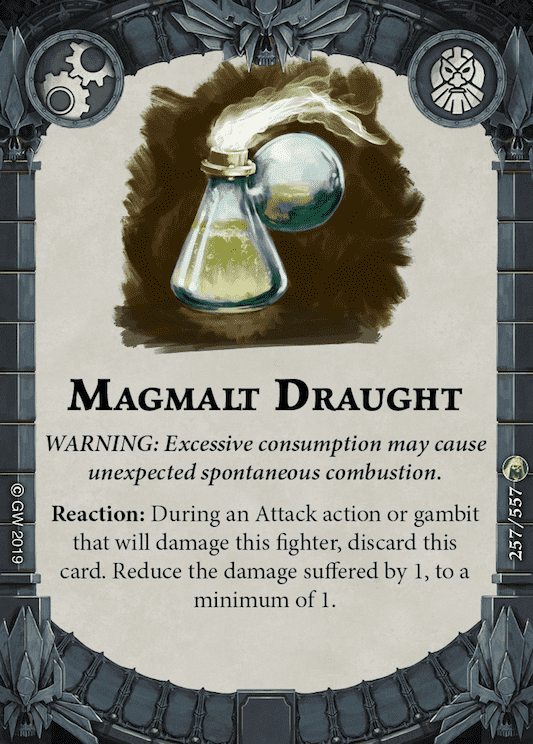 Magmalt Draught
WARNING: Excessive consumption may cause
unexpected spontaneous combustion.
Reaction: During an Attack action or gambit
that will damage this fighter, discard this
card. Reduce the damage suffered by 1, to a
minimum of 1.
© GW 2019
257/557